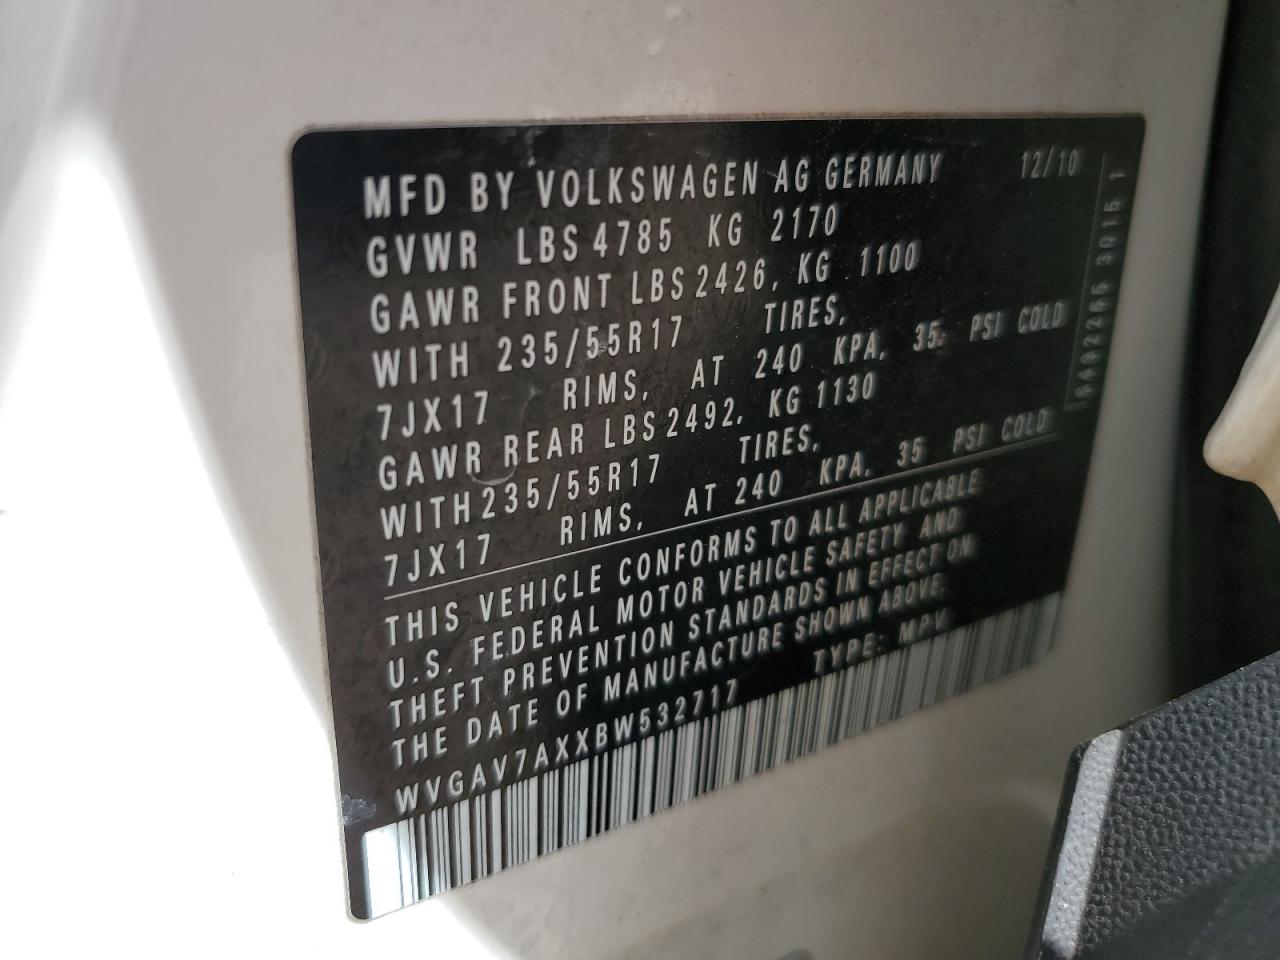 MFD BY VOLKSWAGEN AG GERMANY 12/10
GVWR LBS 4785 KG 2170
GAWR FRONT LBS 2426, KG 1100
WITH 235/55R17 TIRES,
7JX17 RIMS, AT 240 KPA, 35 PSI COLD
GAWR REAR LBS 2492, KG 1130
WITH 235/55R17 TIRES,
7JX17 RIMS, AT 240 KPA, 35 PSI COLD
THIS VEHICLE CONFORMS TO ALL APPLICABLE
U.S. FEDERAL MOTOR VEHICLE SAFETY AND
THEFT PREVENTION STANDARDS IN EFFECT ON
THE DATE OF MANUFACTURE SHOWN ABOVE.
WVGAV7AXXBW532717 TYPE: MPV